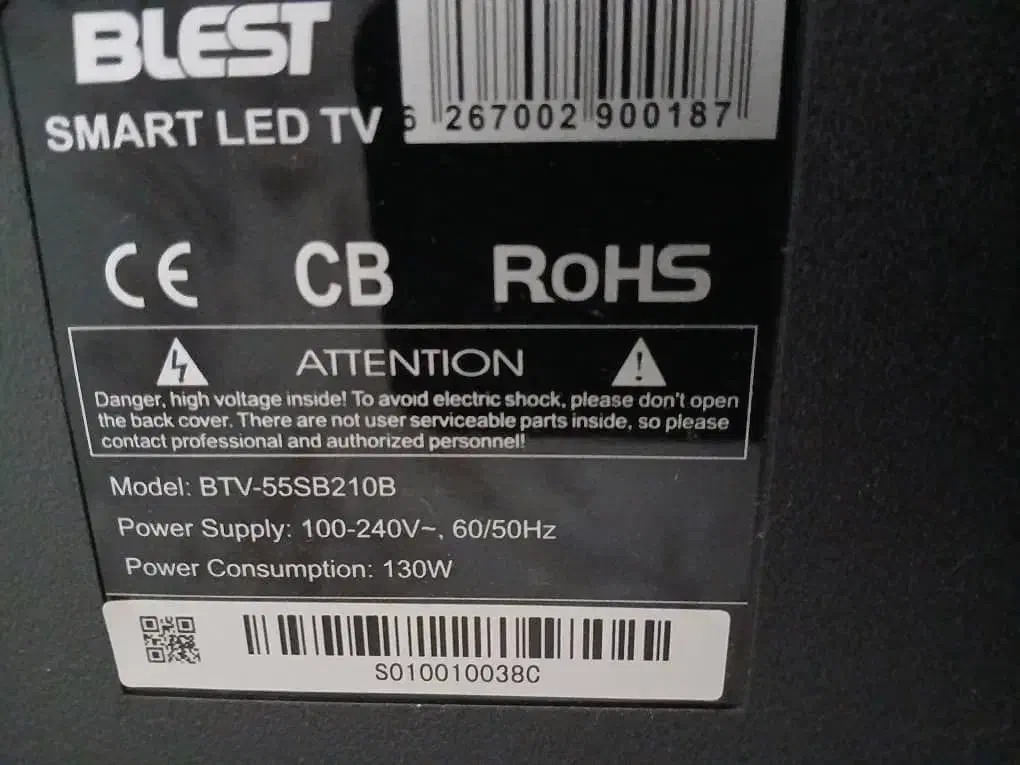 BLEST
SMART LED TV
6 267002 900187
CE CB RoHS
ATTENTION
Danger, high voltage inside! To avoid electric shock, please don't open
the back cover. There are not user serviceable parts inside, so please
contact professional and authorized personnel!
Model: BTV-55SB210B
Power Supply: 100-240V~, 60/50Hz
Power Consumption: 130W
S010010038C